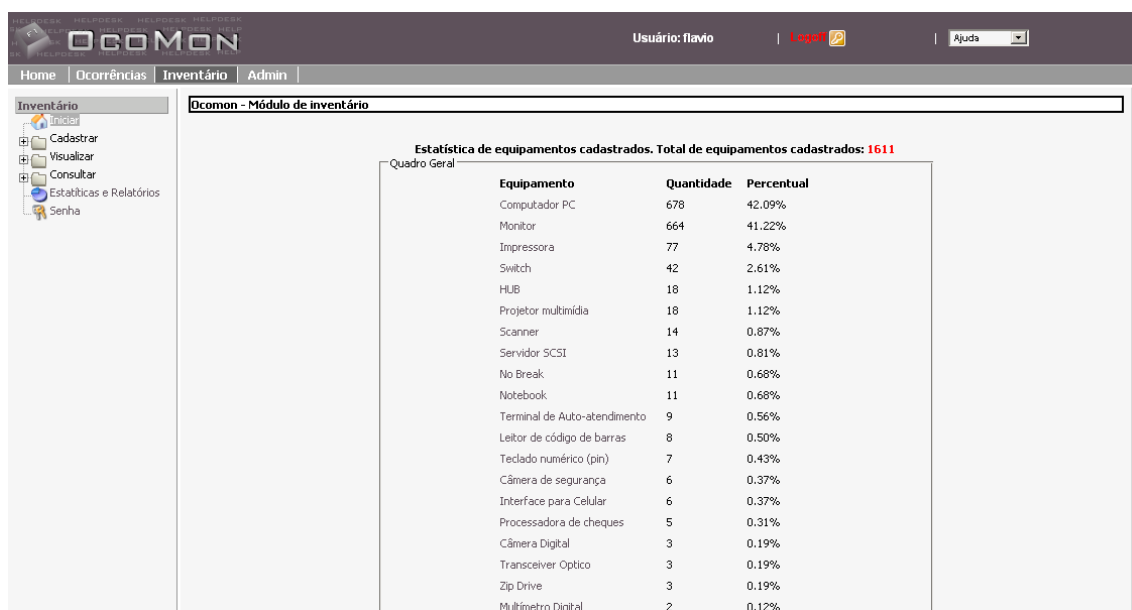 HELPDESK HELPDESK HELPDESK HELPDESK
OCOMON
Usuário: flavio | Logoff | Ajuda
Home | Ocorrências | Inventário | Admin |
Inventário
Iniciar
Cadastrar
Visualizar
Consultar
Estatíticas e Relatórios
Senha
Ocomon - Módulo de inventário
Estatística de equipamentos cadastrados. Total de equipamentos cadastrados: 1611
Quadro Geral
Equipamento Quantidade Percentual
Computador PC 678 42.09%
Monitor 664 41.22%
Impressora 77 4.78%
Switch 42 2.61%
HUB 18 1.12%
Projetor multimídia 18 1.12%
Scanner 14 0.87%
Servidor SCSI 13 0.81%
No Break 11 0.68%
Notebook 11 0.68%
Terminal de Auto-atendimento 9 0.56%
Leitor de código de barras 8 0.50%
Teclado numérico (pin) 7 0.43%
Câmera de segurança 6 0.37%
Interface para Celular 6 0.37%
Processadora de cheques 5 0.31%
Câmera Digital 3 0.19%
Transceiver Optico 3 0.19%
Zip Drive 3 0.19%
Multímetro Digital 2 0.12%